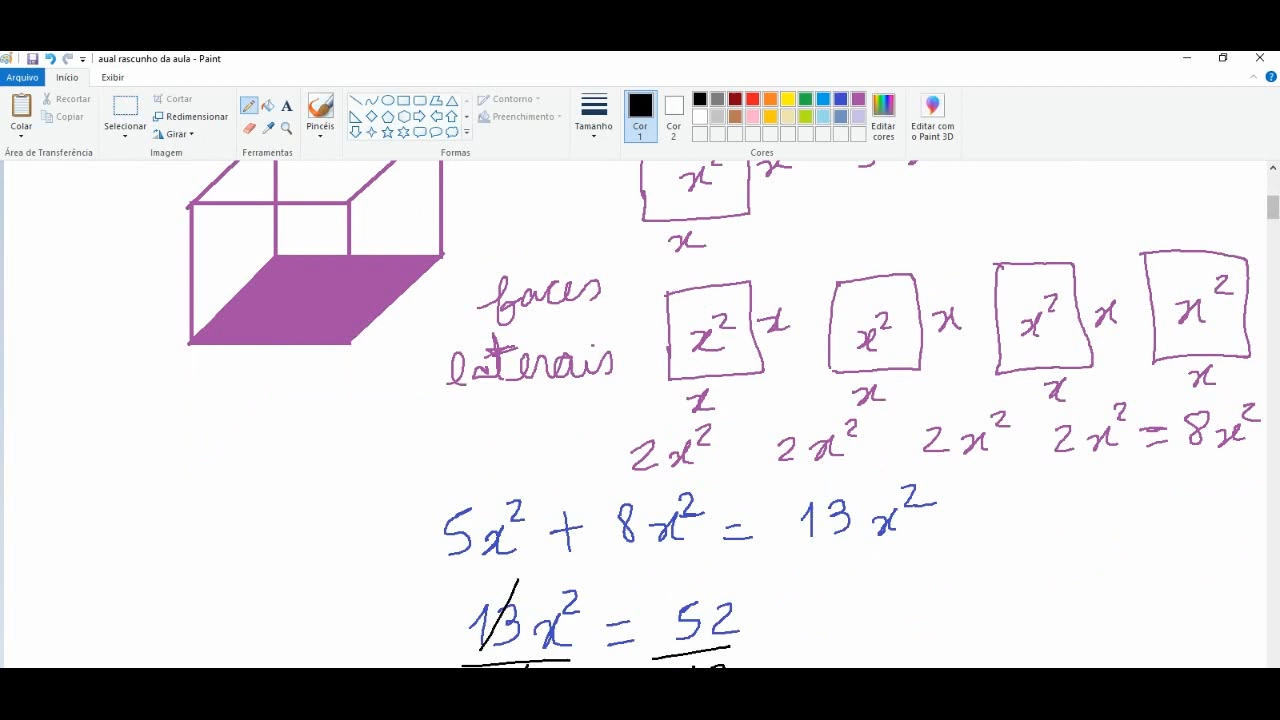 aual rascunho da aula - Paint
Arquivo Início Exibir
Colar
Recortar
Copiar
Área de Transferência
Selecionar
Cortar
Redimensionar
Girar
Imagem
A
Ferramentas
Pincéis
Contorno
Preenchimento
Formas
Tamanho
Cor 1
Cor 2
Editar cores
Cores
Editar com o Paint 3D
x² x
x
faces
laterais
x² x x² x x² x x²
x x x x
2x² 2x² 2x² 2x² = 8x²
5x² + 8x² = 13x²
13x² = 52